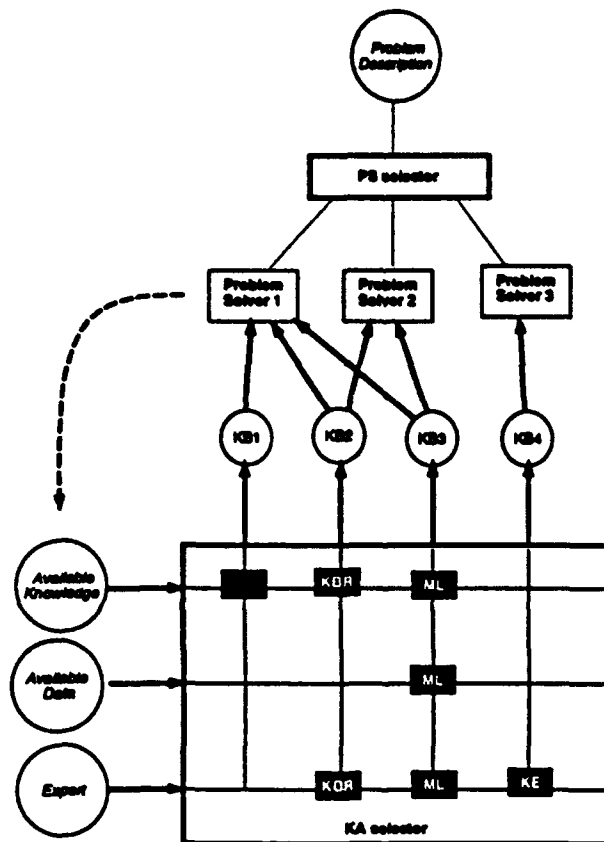 Problem
Description
PS selector
Problem
Solver 1
Problem
Solver 2
Problem
Solver 3
KB1
KB2
KB3
KB4
Available
Knowledge
KOR
ML
Available
Data
ML
Expert
KOR
ML
KE
KA selector